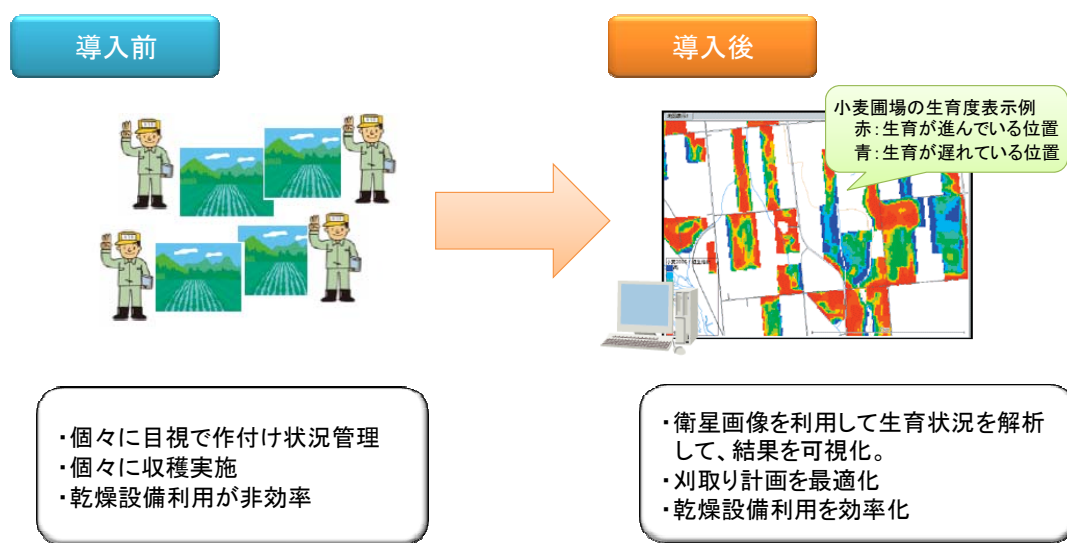 導入前
導入後
小麦圃場の生育度表示例
赤：生育が進んでいる位置
青：生育が遅れている位置
・個々に目視で作付け状況管理
・個々に収穫実施
・乾燥設備利用が非効率
・衛星画像を利用して生育状況を解析
して、結果を可視化。
・刈取り計画を最適化
・乾燥設備利用を効率化